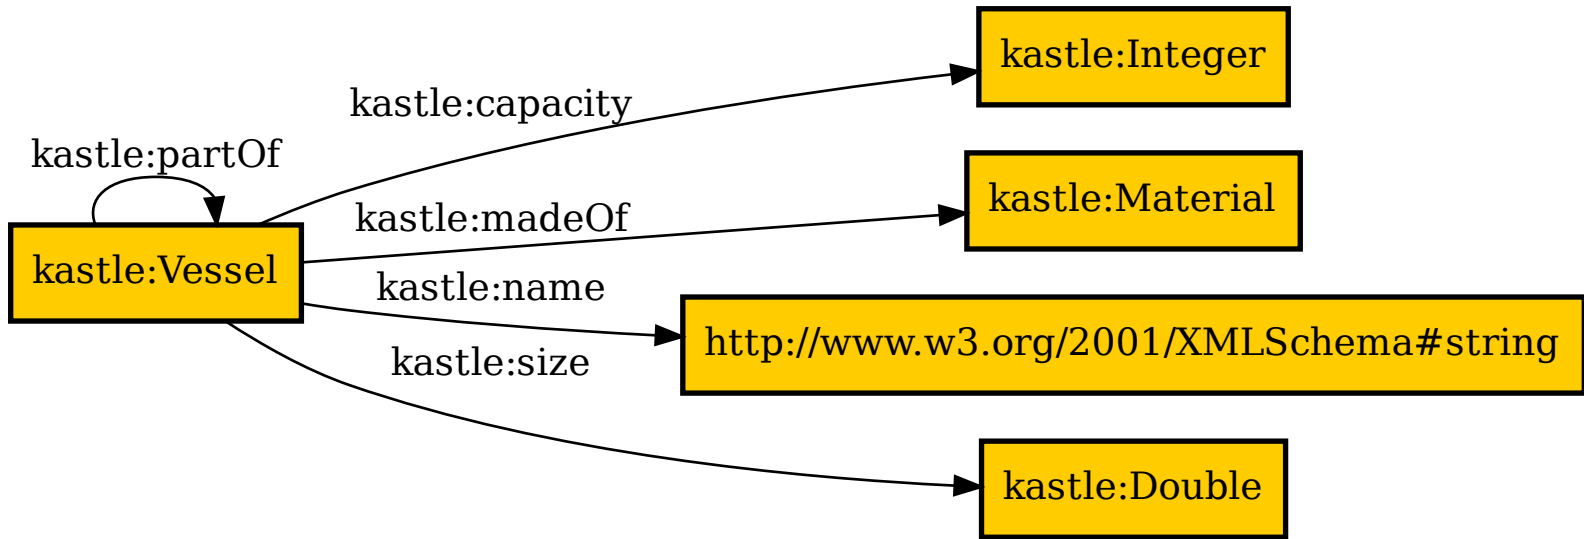 kastle:Integer
kastle:capacity
kastle:partOf
kastle:Material
kastle:madeOf
kastle:Vessel
kastle:name
http://www.w3.org/2001/XMLSchema#string
kastle:size
kastle:Double